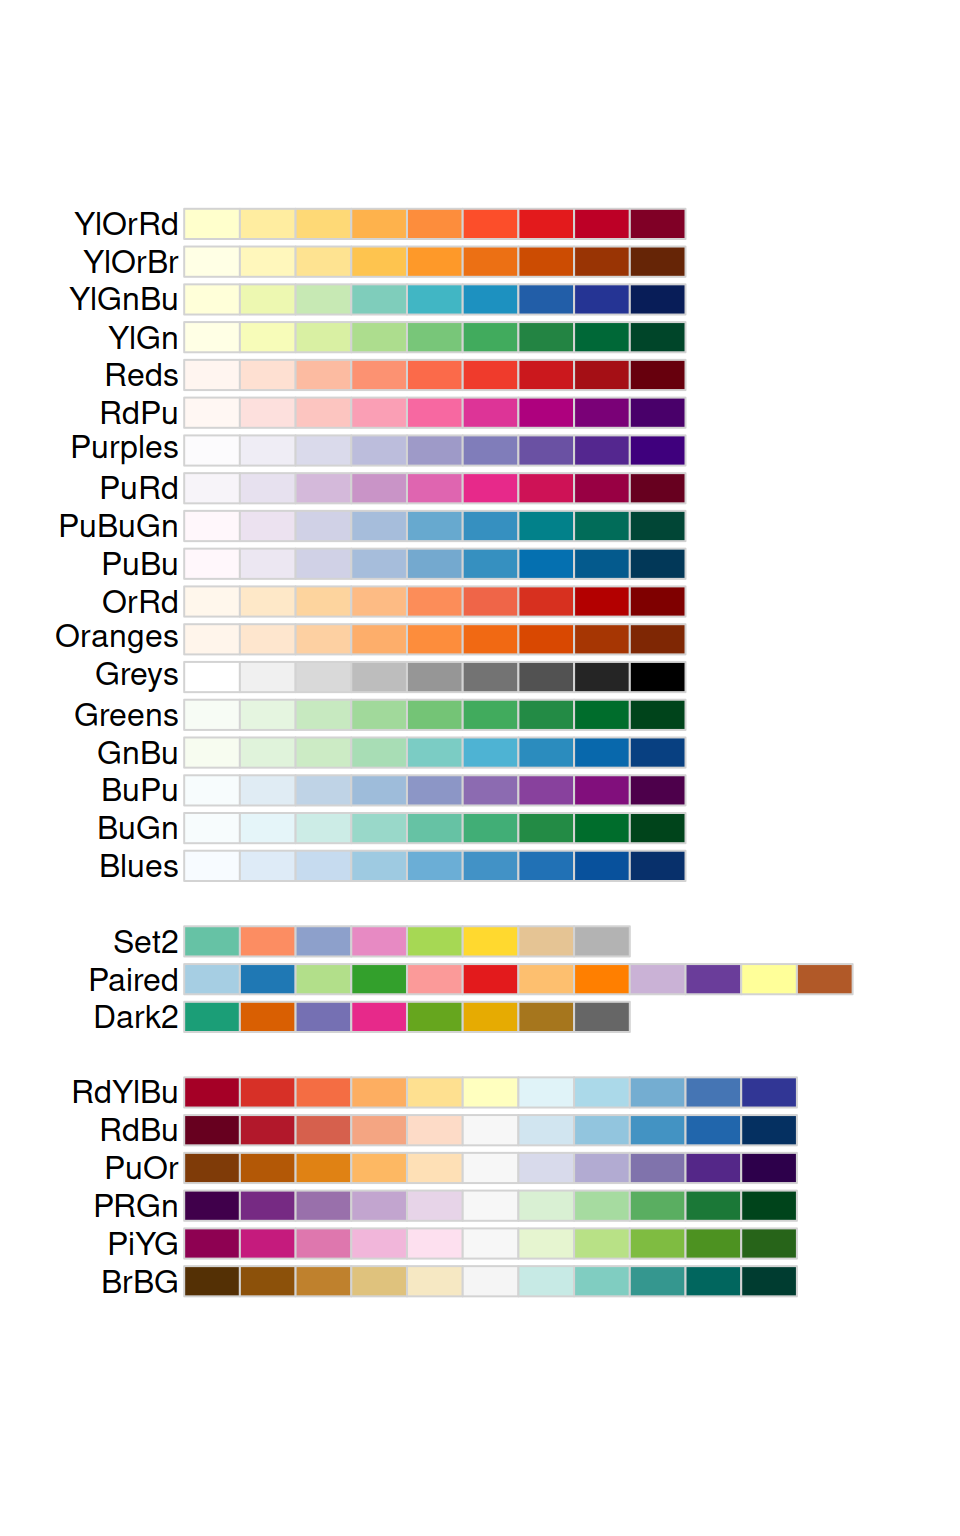 YlOrRd
YlOrBr
YlGnBu
YlGn
Reds
RdPu
Purples
PuRd
PuBuGn
PuBu
OrRd
Oranges
Greys
Greens
GnBu
BuPu
BuGn
Blues
Set2
Paired
Dark2
RdYlBu
RdBu
PuOr
PRGn
PiYG
BrBG